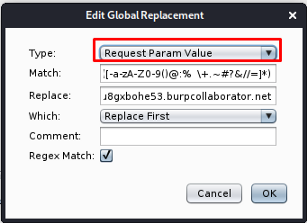 Edit Global Replacement
Type: Request Param Value
Match: [-a-zA-Z0-9()@:% \+.~#?&//=]*)
Replace: 8gxbohe53.burpcollaborator.net
Which: Replace First
Comment:
Regex Match:
Cancel OK